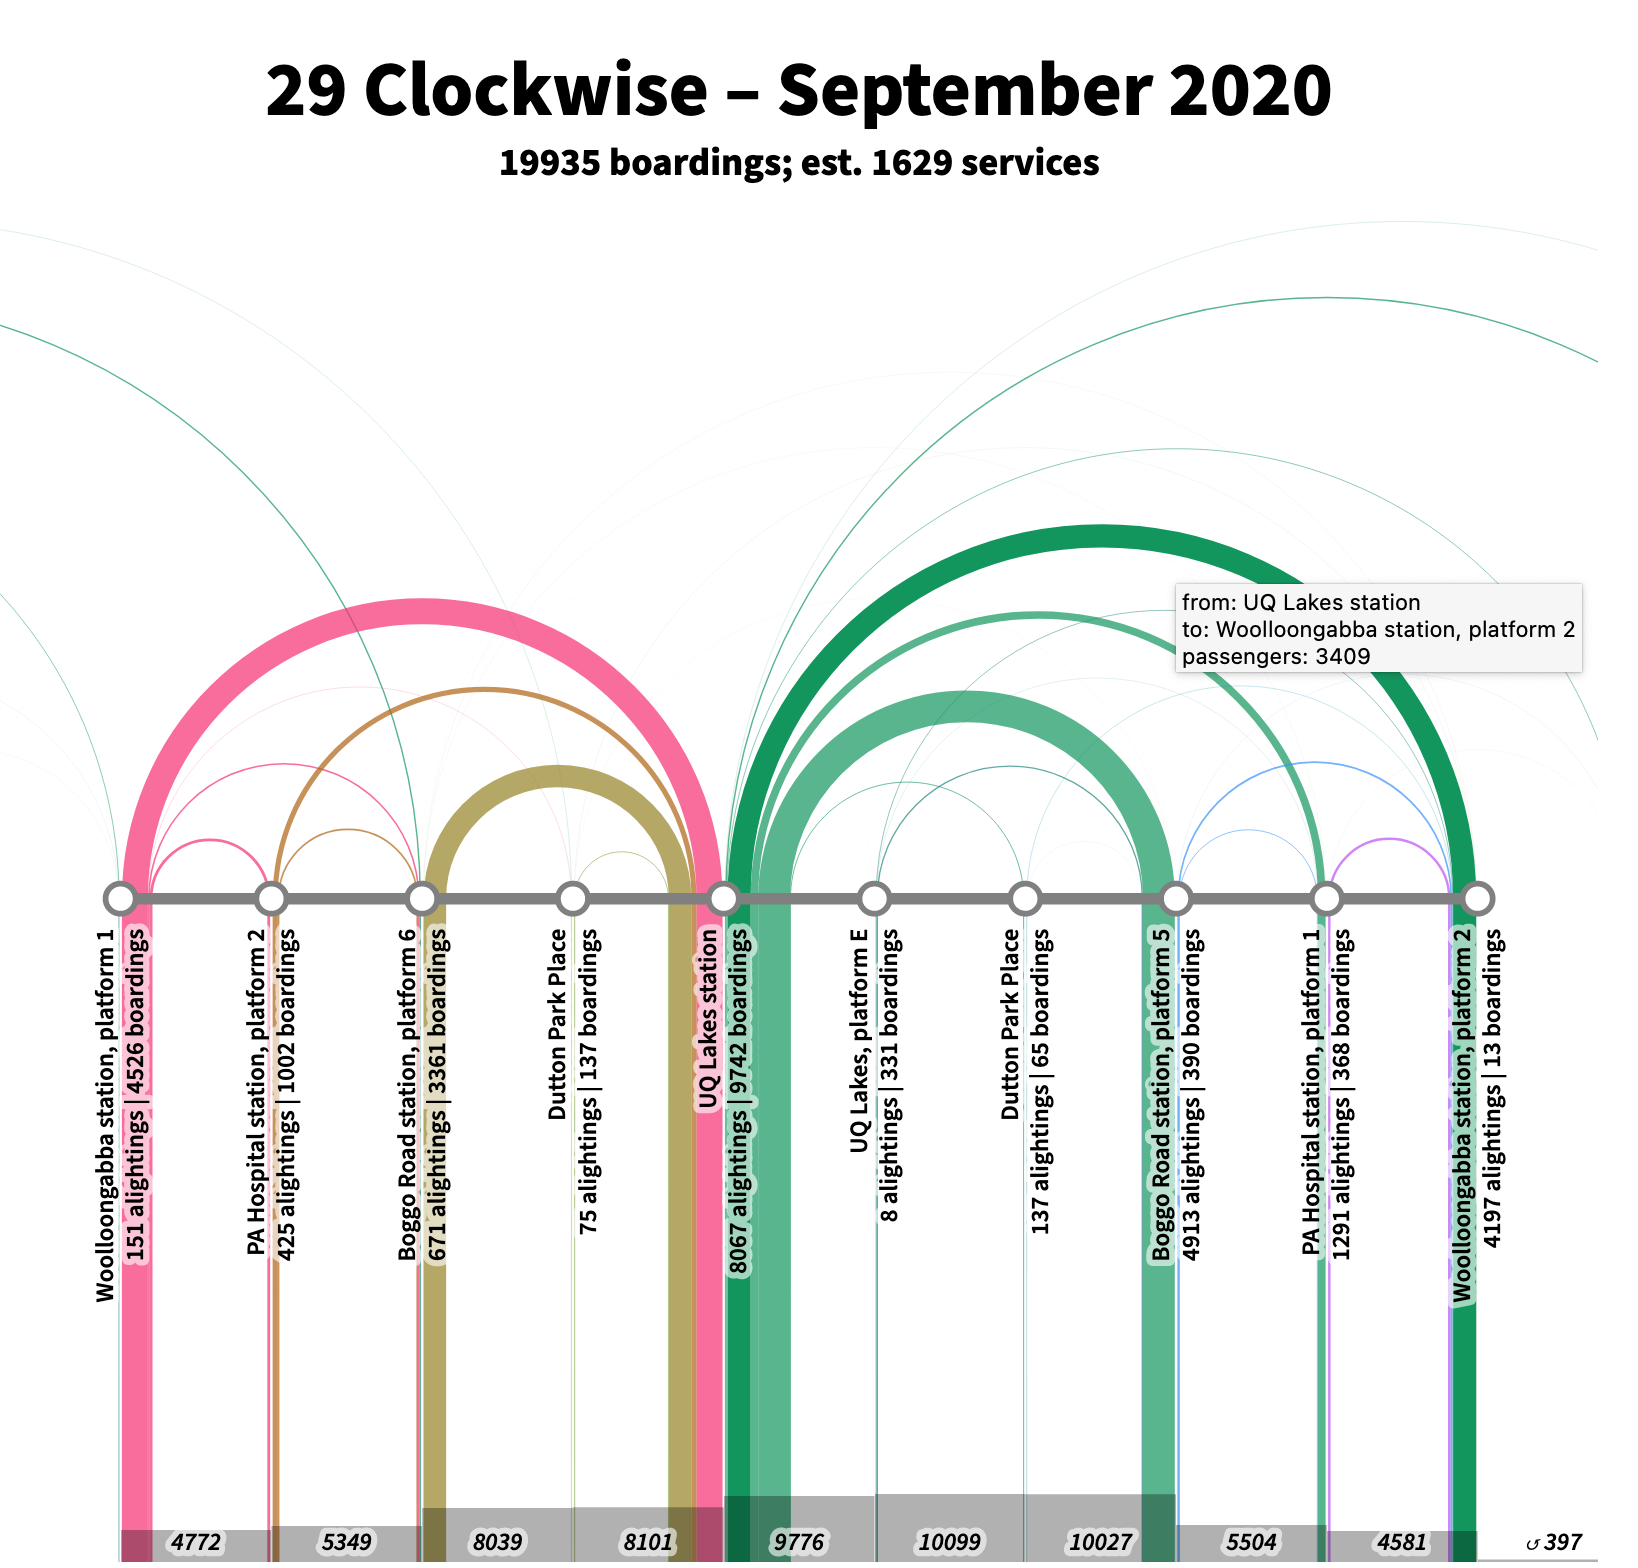 29 Clockwise – September 2020
19935 boardings; est. 1629 services
from: UQ Lakes station
to: Woolloongabba station, platform 2
passengers: 3409
Woolloongabba station, platform 1
151 alightings | 4526 boardings
PA Hospital station, platform 2
425 alightings | 1002 boardings
Boggo Road station, platform 6
671 alightings | 3361 boardings
Dutton Park Place
75 alightings | 137 boardings
UQ Lakes station
8067 alightings | 9742 boardings
UQ Lakes, platform E
8 alightings | 331 boardings
Dutton Park Place
137 alightings | 65 boardings
Boggo Road station, platform 5
4913 alightings | 390 boardings
PA Hospital station, platform 1
1291 alightings | 368 boardings
Woolloongabba station, platform 2
4197 alightings | 13 boardings
4772 5349 8039 8101 9776 10099 10027 5504 4581 ↺ 397